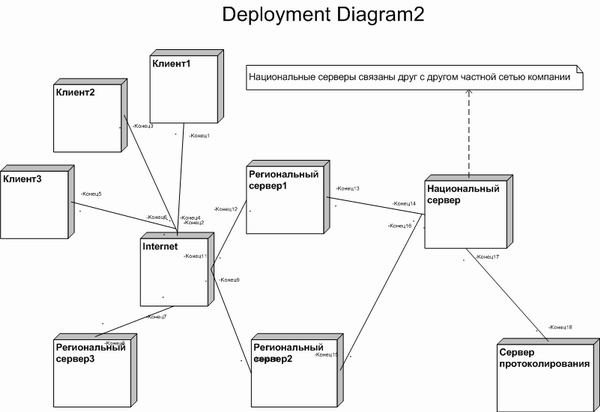 Deployment Diagram2
Клиент1
Национальные серверы связаны друг с другом частной сетью компании
Клиент2
-Конец3
-Конец1
Клиент3
Региональный
сервер1
Национальный
сервер
-Конец5
-Конец13
-Конец14
-Конец12
-Конец6
-Конец4
-Конец2
-Конец16
Internet
-Конец11
-Конец17
-Конец9
-Конец7
-Конец18
Региональный
сервер3
-Конец8
Региональный
сервер2
-Конец15
Сервер
протоколирования